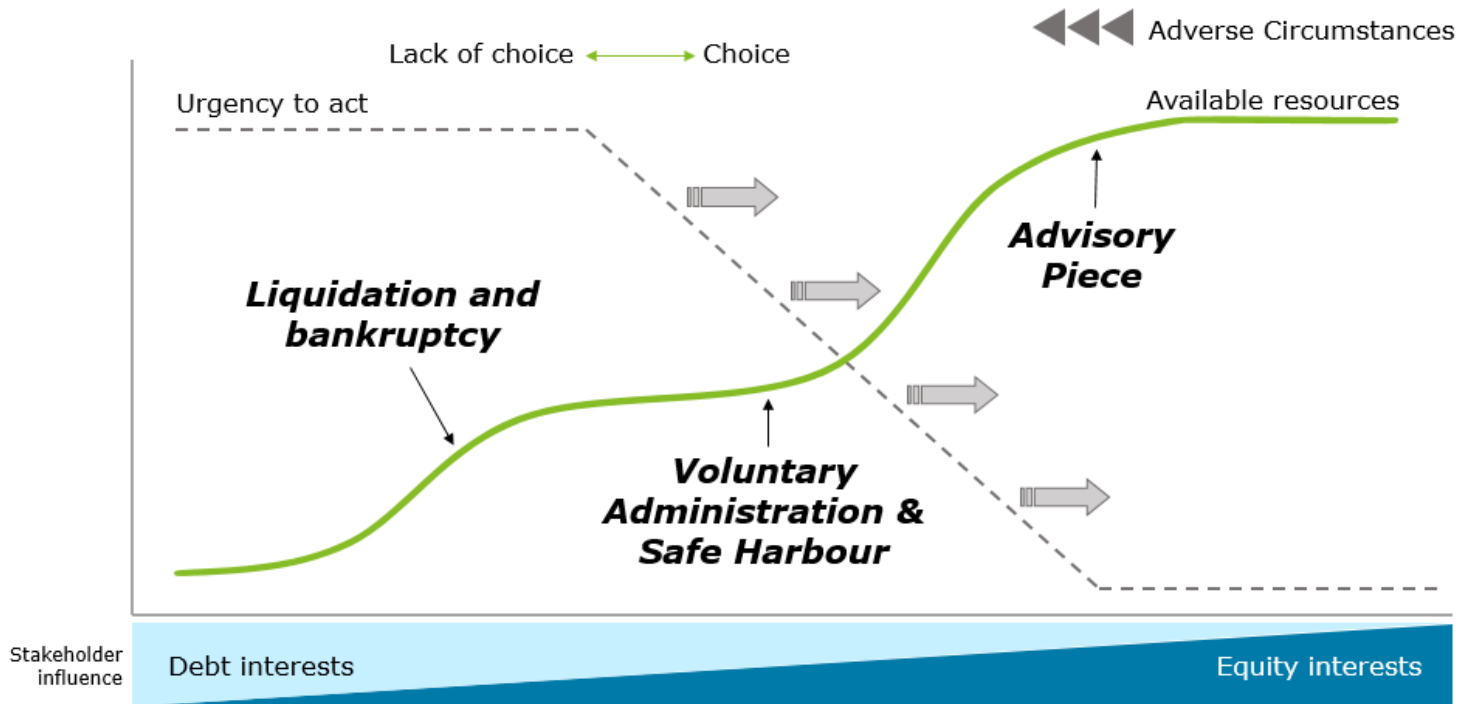 Adverse Circumstances
Lack of choice
Choice
Urgency to act
Available resources
Advisory
Piece
Liquidation and
bankruptcy
Voluntary
Administration &
Safe Harbour
Stakeholder
influence
Debt interests
Equity interests